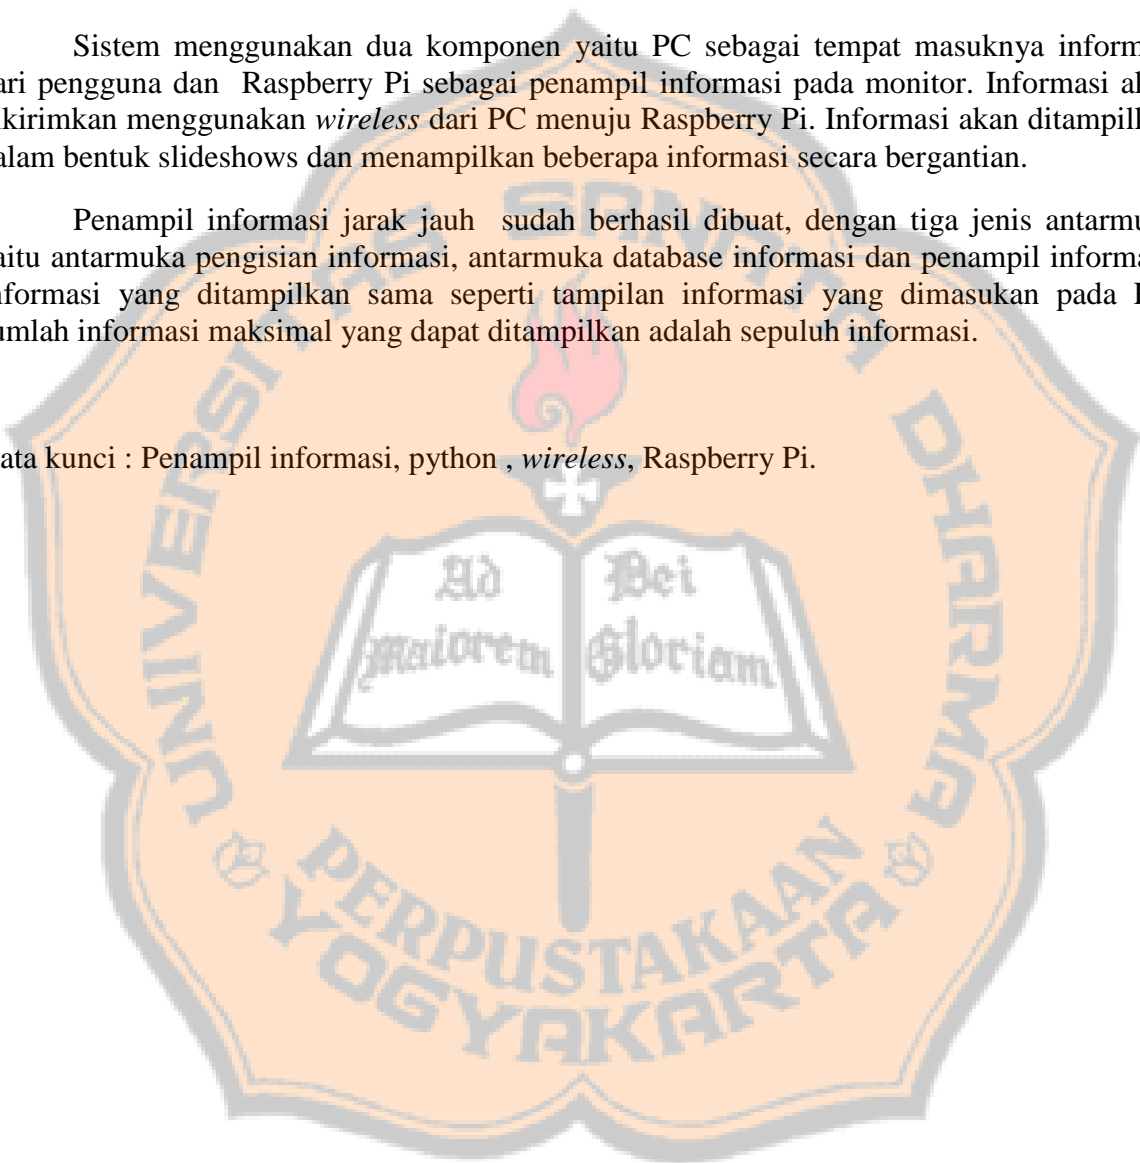 Sistem menggunakan dua komponen yaitu PC sebagai tempat masuknya inform
ari pengguna dan Raspberry Pi sebagai penampil informasi pada monitor. Informasi ak
kirimkan menggunakan wireless dari PC menuju Raspberry Pi. Informasi akan ditampilk
alam bentuk slideshows dan menampilkan beberapa informasi secara bergantian.
Penampil informasi jarak jauh sudah berhasil dibuat, dengan tiga jenis antarmu
aitu antarmuka pengisian informasi, antarmuka database informasi dan penampil informa
nformasi yang ditampilkan sama seperti tampilan informasi yang dimasukan pada P
umlah informasi maksimal yang dapat ditampilkan adalah sepuluh informasi.
ata kunci : Penampil informasi, python , wireless, Raspberry Pi.
UNIVERSITAS SANATA DHARMA
Ad
maiorem
Dei
Gloriam
PERPUSTAKAAN
YOGYAKARTA